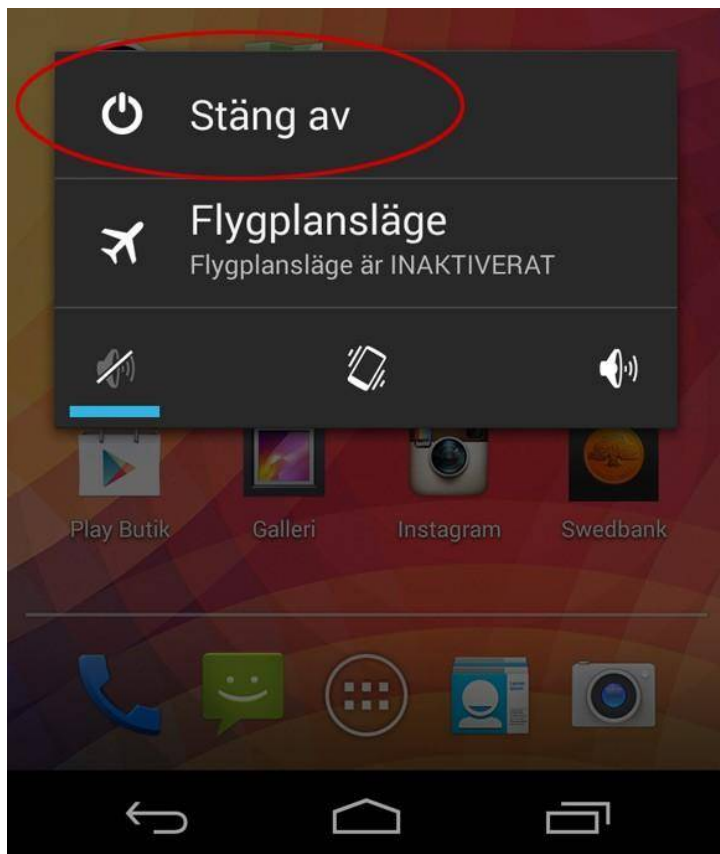 Stäng av
Flygplansläge
Flygplansläge är INAKTIVERAT
Play Butik
Galleri
Instagram
Swedbank